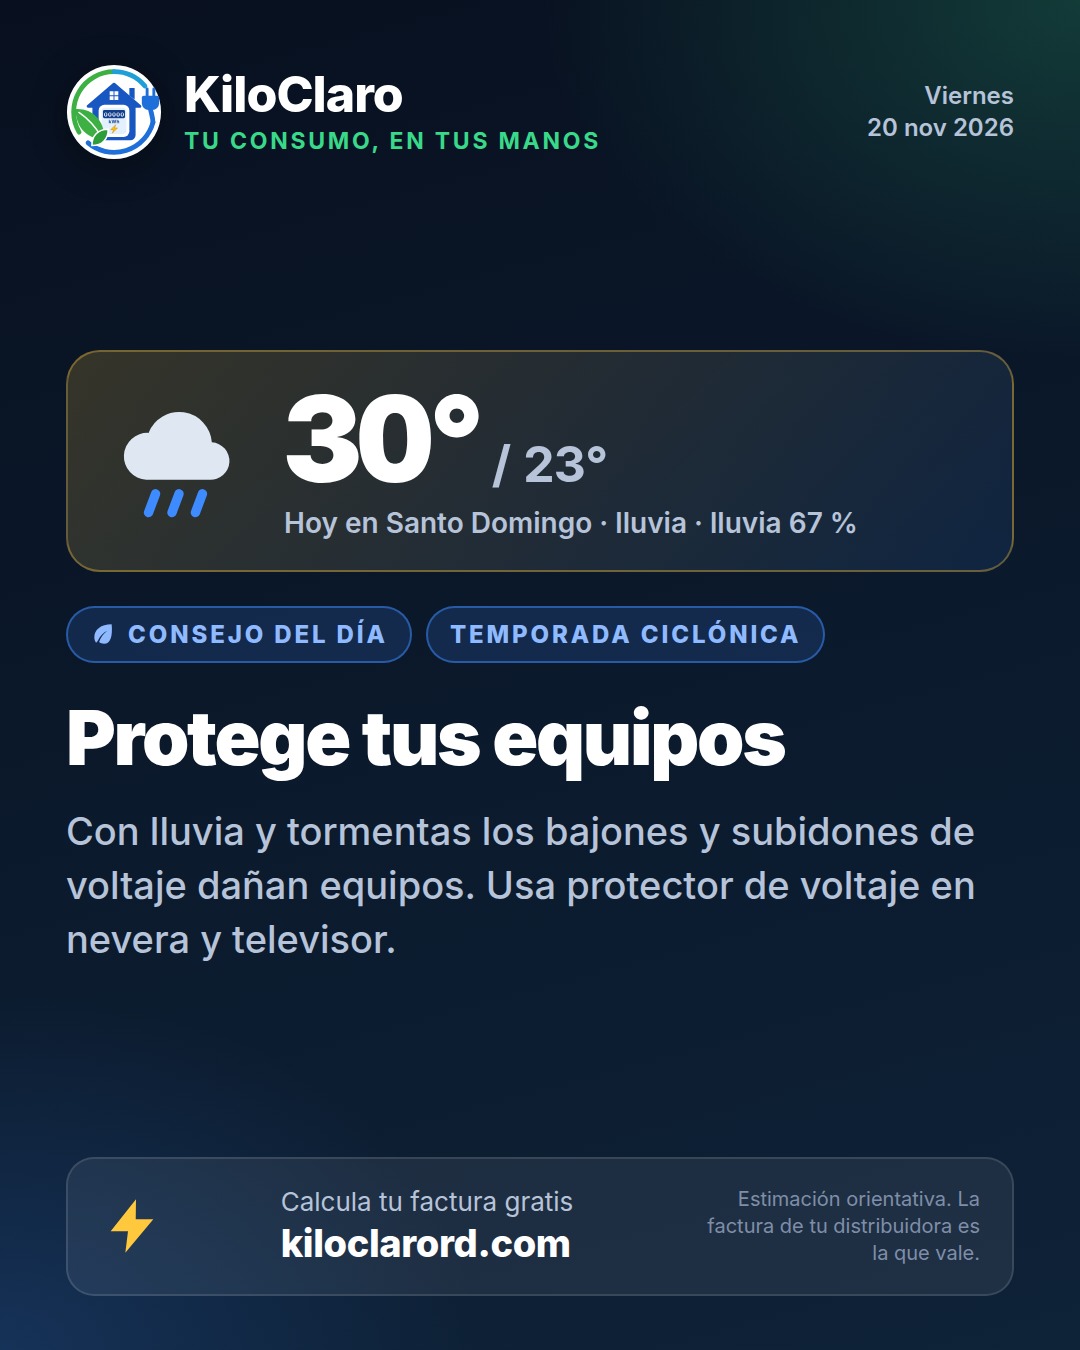 KiloClaro
TU CONSUMO, EN TUS MANOS
Viernes
20 nov 2026
30° / 23°
Hoy en Santo Domingo · lluvia · lluvia 67 %
CONSEJO DEL DÍA
TEMPORADA CICLÓNICA
Protege tus equipos
Con lluvia y tormentas los bajones y subidones de
voltaje dañan equipos. Usa protector de voltaje en
nevera y televisor.
Calcula tu factura gratis
kiloclarord.com
Estimación orientativa. La
factura de tu distribuidora es
la que vale.